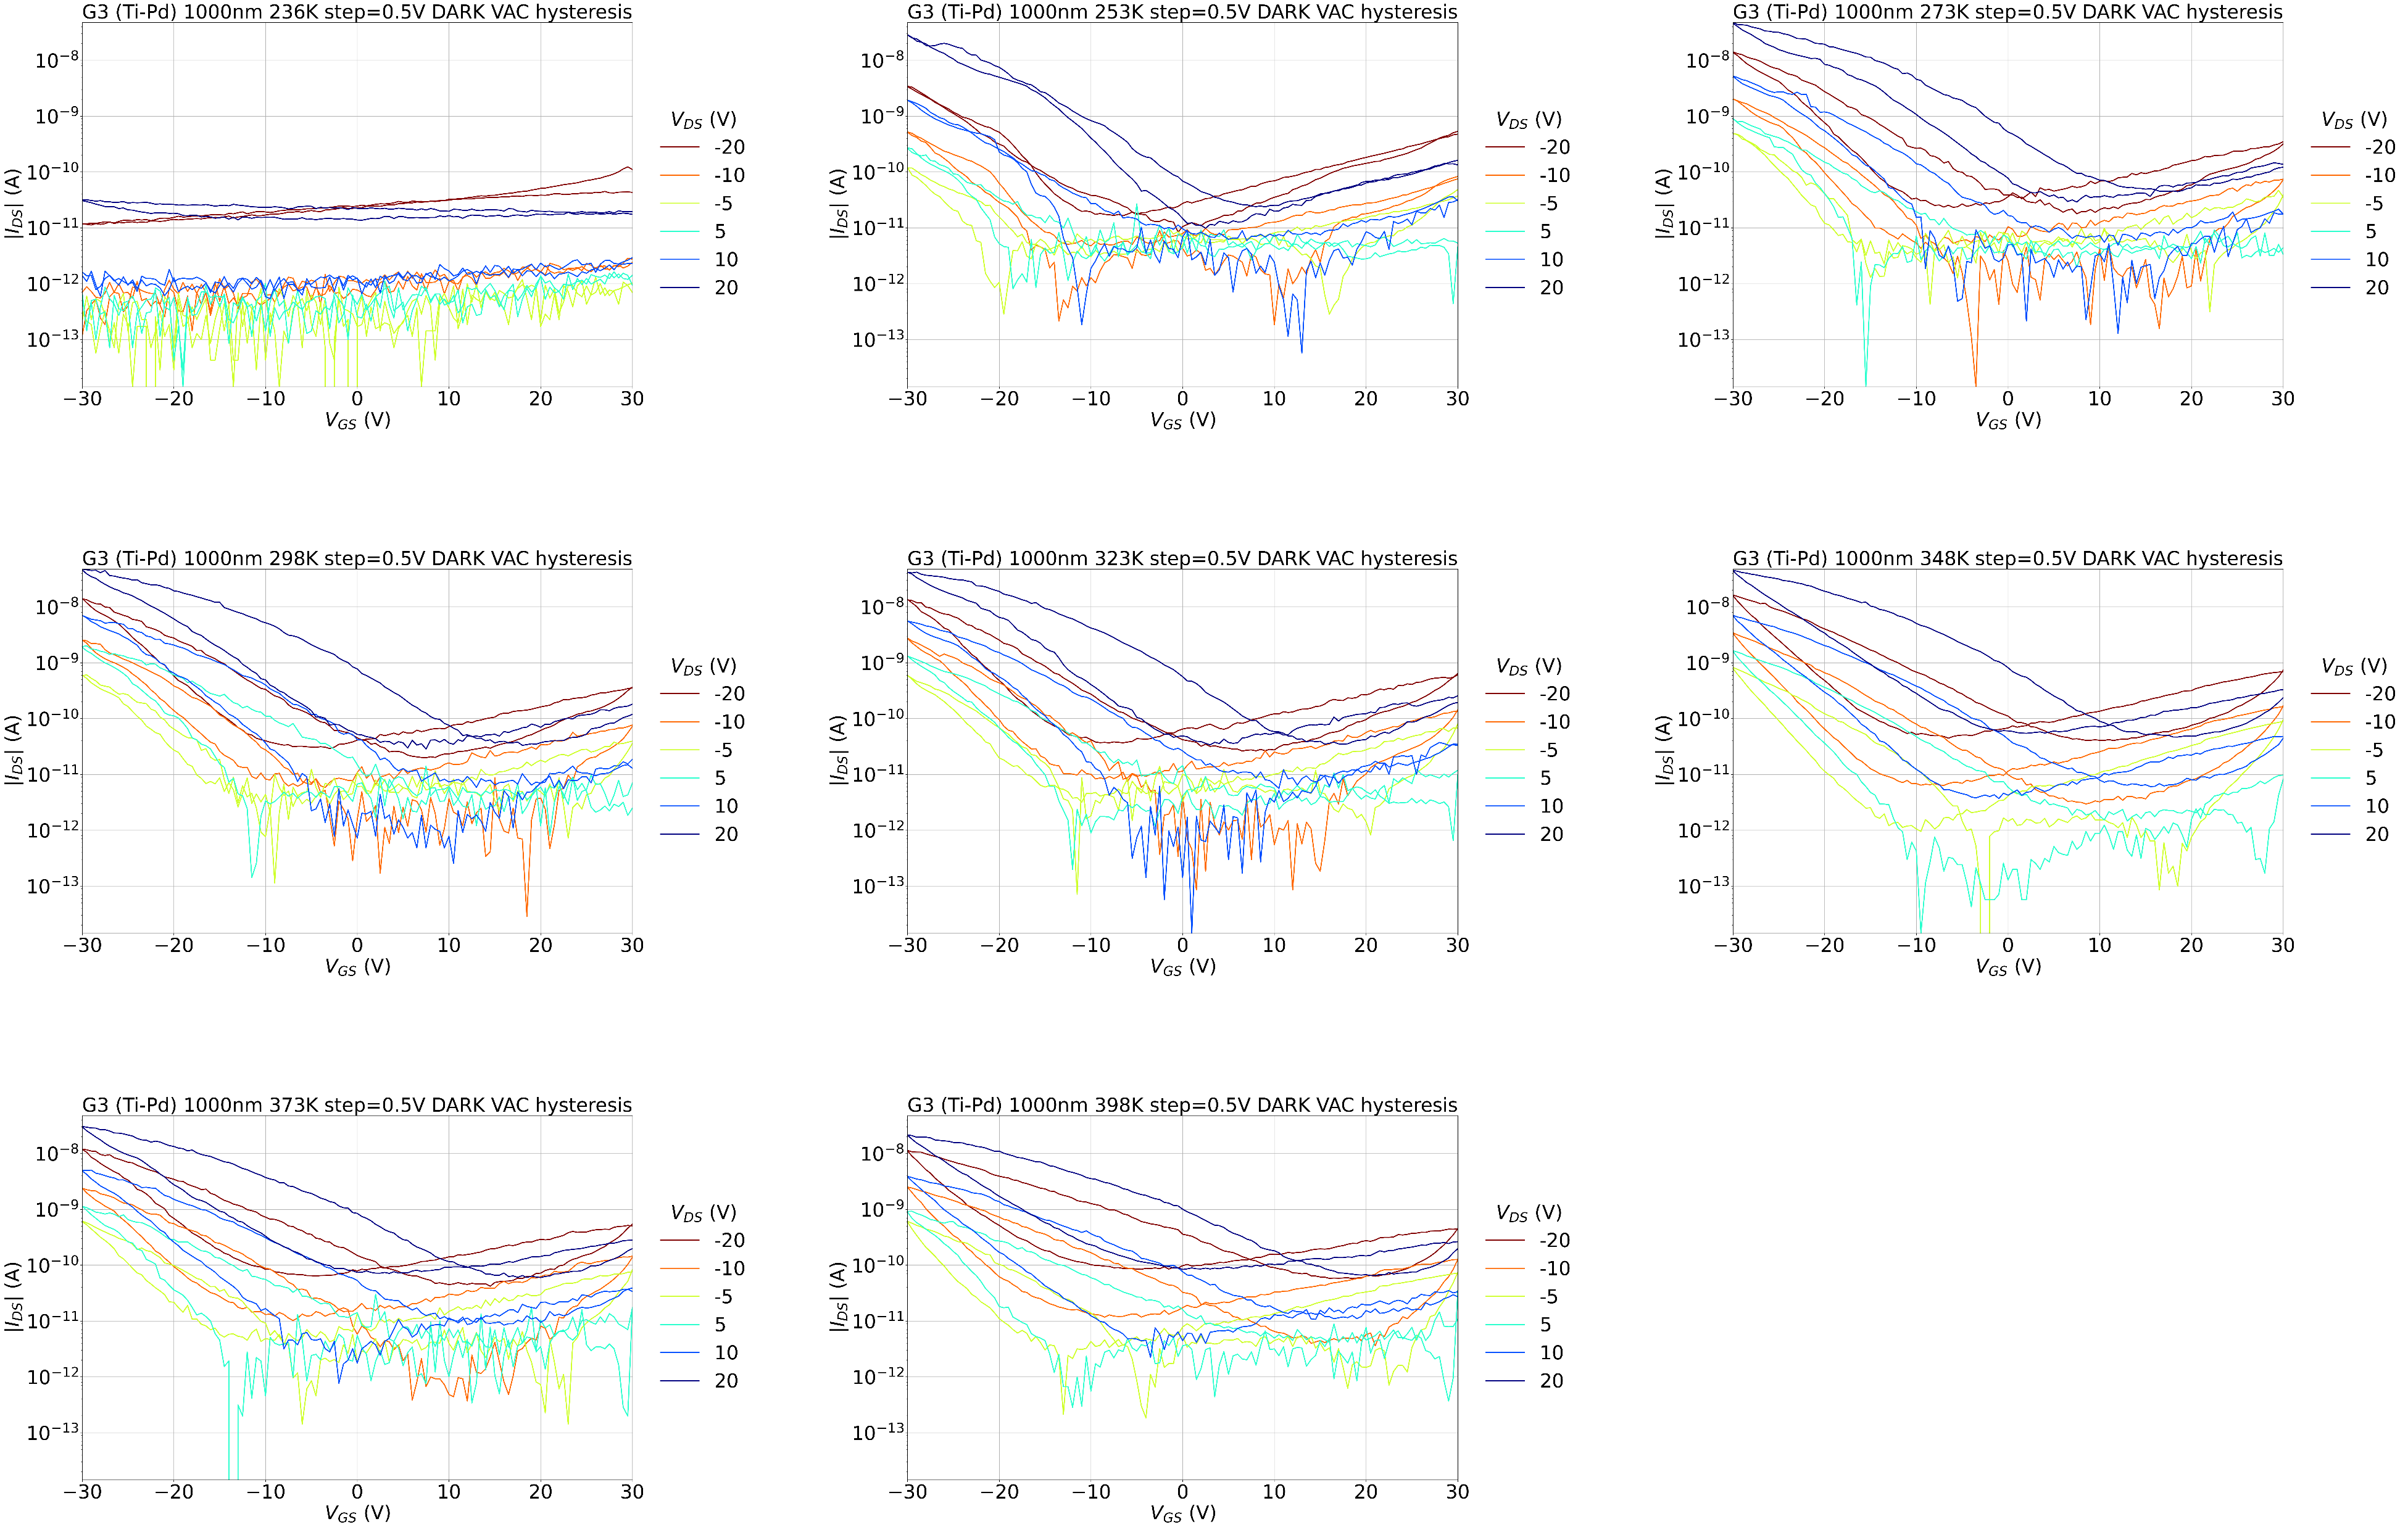 G3 (Ti-Pd) 1000nm 236K step=0.5V DARK VAC hysteresis
|I_DS| (A)
10⁻⁸
10⁻⁹
10⁻¹⁰
10⁻¹¹
10⁻¹²
10⁻¹³
−30 −20 −10 0 10 20 30
V_GS (V)
V_DS (V)
-20
-10
-5
5
10
20
G3 (Ti-Pd) 1000nm 253K step=0.5V DARK VAC hysteresis
|I_DS| (A)
10⁻⁸
10⁻⁹
10⁻¹⁰
10⁻¹¹
10⁻¹²
10⁻¹³
−30 −20 −10 0 10 20 30
V_GS (V)
V_DS (V)
-20
-10
-5
5
10
20
G3 (Ti-Pd) 1000nm 273K step=0.5V DARK VAC hysteresis
|I_DS| (A)
10⁻⁸
10⁻⁹
10⁻¹⁰
10⁻¹¹
10⁻¹²
10⁻¹³
−30 −20 −10 0 10 20 30
V_GS (V)
V_DS (V)
-20
-10
-5
5
10
20
G3 (Ti-Pd) 1000nm 298K step=0.5V DARK VAC hysteresis
|I_DS| (A)
10⁻⁸
10⁻⁹
10⁻¹⁰
10⁻¹¹
10⁻¹²
10⁻¹³
−30 −20 −10 0 10 20 30
V_GS (V)
V_DS (V)
-20
-10
-5
5
10
20
G3 (Ti-Pd) 1000nm 323K step=0.5V DARK VAC hysteresis
|I_DS| (A)
10⁻⁸
10⁻⁹
10⁻¹⁰
10⁻¹¹
10⁻¹²
10⁻¹³
−30 −20 −10 0 10 20 30
V_GS (V)
V_DS (V)
-20
-10
-5
5
10
20
G3 (Ti-Pd) 1000nm 348K step=0.5V DARK VAC hysteresis
|I_DS| (A)
10⁻⁸
10⁻⁹
10⁻¹⁰
10⁻¹¹
10⁻¹²
10⁻¹³
−30 −20 −10 0 10 20 30
V_GS (V)
V_DS (V)
-20
-10
-5
5
10
20
G3 (Ti-Pd) 1000nm 373K step=0.5V DARK VAC hysteresis
|I_DS| (A)
10⁻⁸
10⁻⁹
10⁻¹⁰
10⁻¹¹
10⁻¹²
10⁻¹³
−30 −20 −10 0 10 20 30
V_GS (V)
V_DS (V)
-20
-10
-5
5
10
20
G3 (Ti-Pd) 1000nm 398K step=0.5V DARK VAC hysteresis
|I_DS| (A)
10⁻⁸
10⁻⁹
10⁻¹⁰
10⁻¹¹
10⁻¹²
10⁻¹³
−30 −20 −10 0 10 20 30
V_GS (V)
V_DS (V)
-20
-10
-5
5
10
20